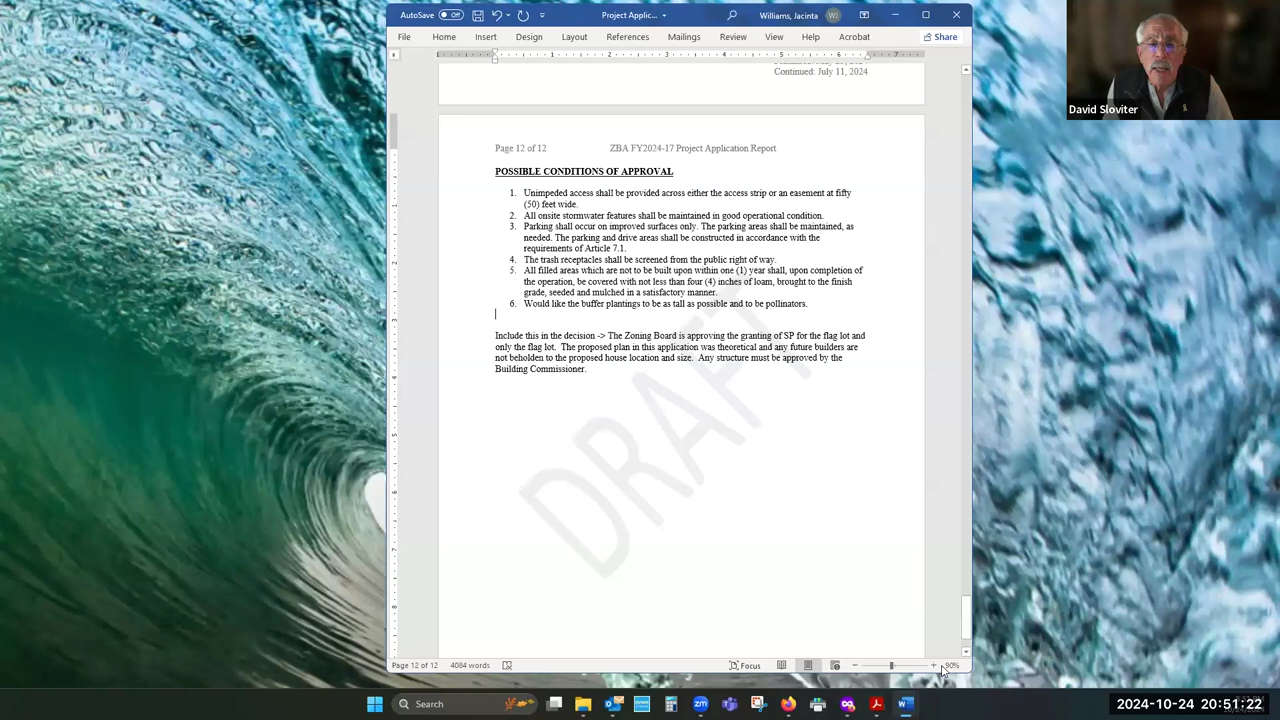 AutoSave Off Project Applic... Williams, Jacinta WJ
File Home Insert Design Layout References Mailings Review View Help Acrobat Share
Continued: July 11, 2024
David Sloviter
Page 12 of 12 ZBA FY2024-17 Project Application Report
POSSIBLE CONDITIONS OF APPROVAL
1. Unimpeded access shall be provided across either the access strip or an easement at fifty
(50) feet wide.
2. All onsite stormwater features shall be maintained in good operational condition.
3. Parking shall occur on improved surfaces only. The parking areas shall be maintained, as
needed. The parking and drive areas shall be constructed in accordance with the
requirements of Article 7.1.
4. The trash receptacles shall be screened from the public right of way.
5. All filled areas which are not to be built upon within one (1) year shall, upon completion of
the operation, be covered with not less than four (4) inches of loam, brought to the finish
grade, seeded and mulched in a satisfactory manner.
6. Would like the buffer plantings to be as tall as possible and to be pollinators.
Include this in the decision -> The Zoning Board is approving the granting of SP for the flag lot and
only the flag lot. The proposed plan in this application was theoretical and any future builders are
not beholden to the proposed house location and size. Any structure must be approved by the
Building Commissioner.
DRAFT
Page 12 of 12 4084 words Focus 90%
Search
2024-10-24 20:51:22